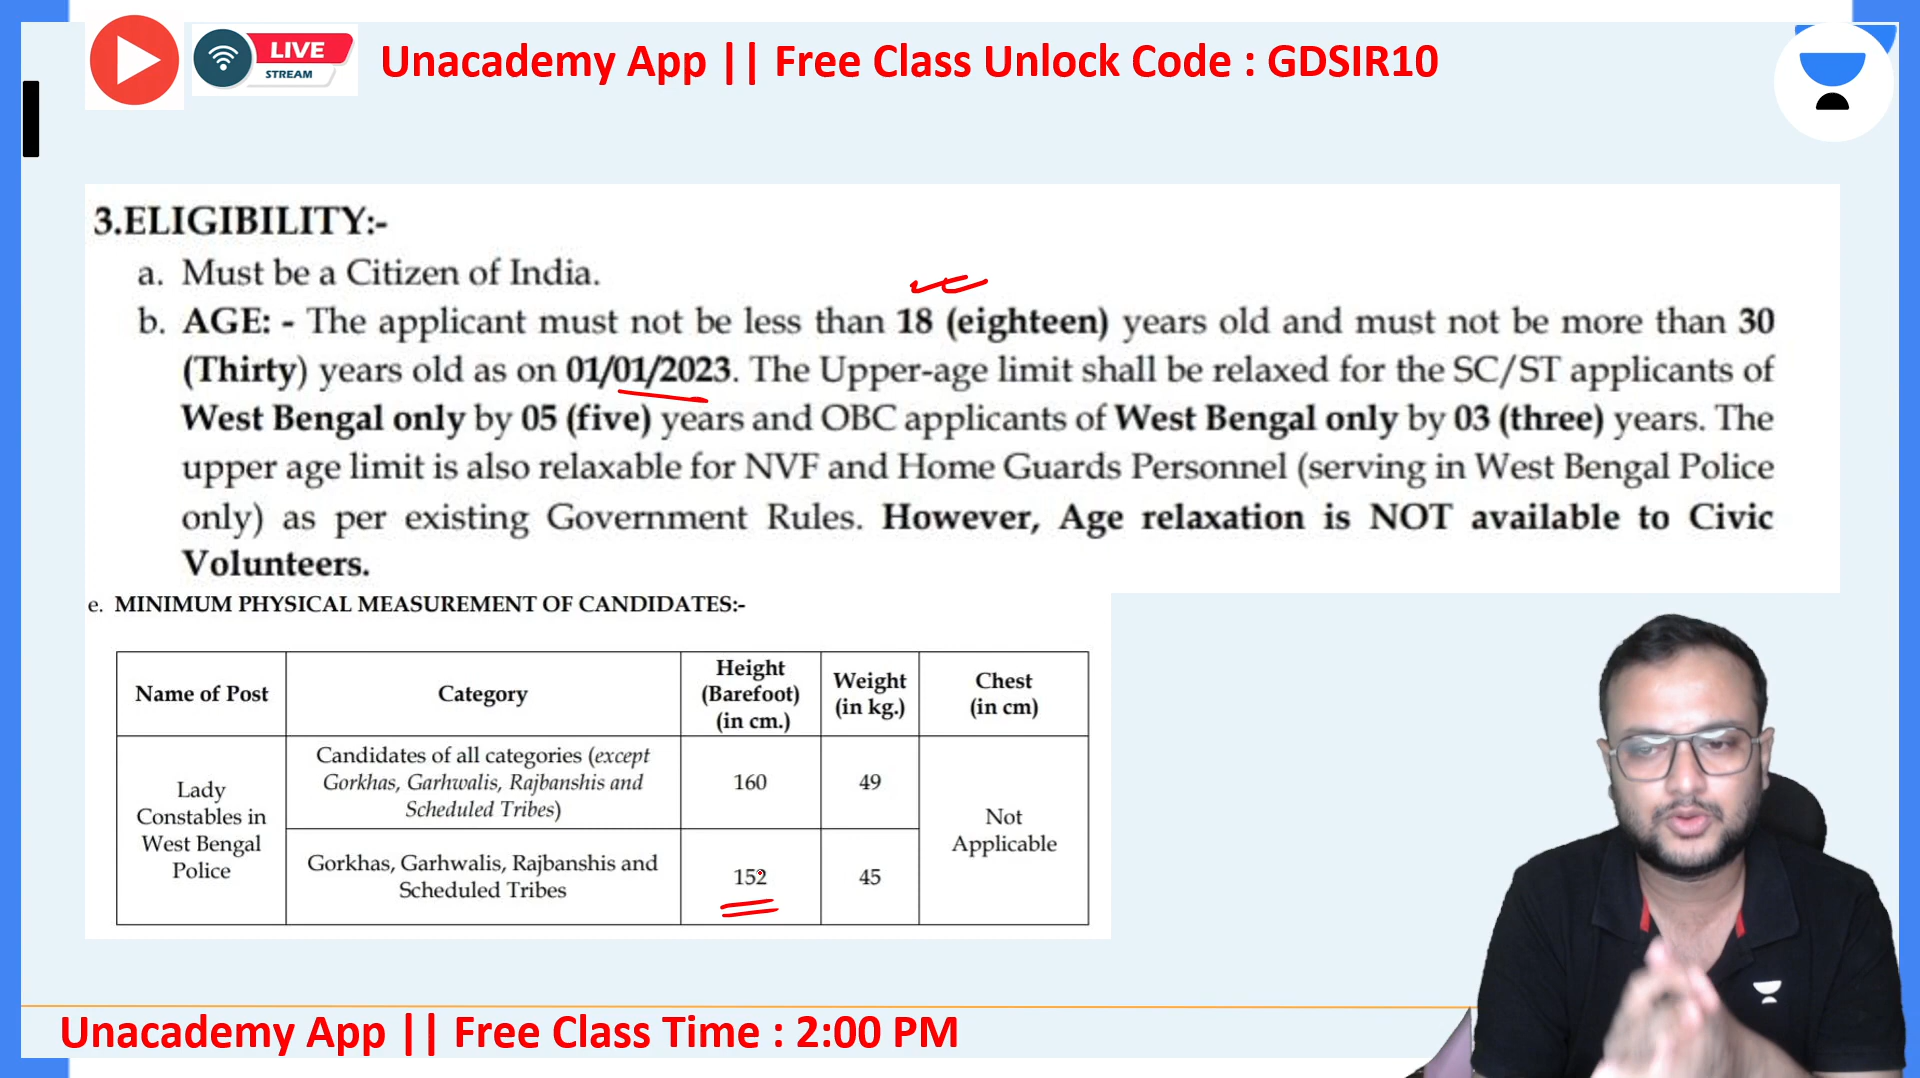 LIVE
STREAM
Unacademy App || Free Class Unlock Code : GDSIR10
3.ELIGIBILITY:-
a. Must be a Citizen of India.
b. AGE: - The applicant must not be less than 18 (eighteen) years old and must not be more than 30
(Thirty) years old as on 01/01/2023. The Upper-age limit shall be relaxed for the SC/ST applicants of
West Bengal only by 05 (five) years and OBC applicants of West Bengal only by 03 (three) years. The
upper age limit is also relaxable for NVF and Home Guards Personnel (serving in West Bengal Police
only) as per existing Government Rules. However, Age relaxation is NOT available to Civic
Volunteers.
e. MINIMUM PHYSICAL MEASUREMENT OF CANDIDATES:-
Name of Post
Category
Height
(Barefoot)
(in cm.)
Weight
(in kg.)
Chest
(in cm)
Lady
Constables in
West Bengal
Police
Candidates of all categories (except
Gorkhas, Garhwalis, Rajbanshis and
Scheduled Tribes)
160
49
Not
Applicable
Gorkhas, Garhwalis, Rajbanshis and
Scheduled Tribes
152
45
Unacademy App || Free Class Time : 2:00 PM